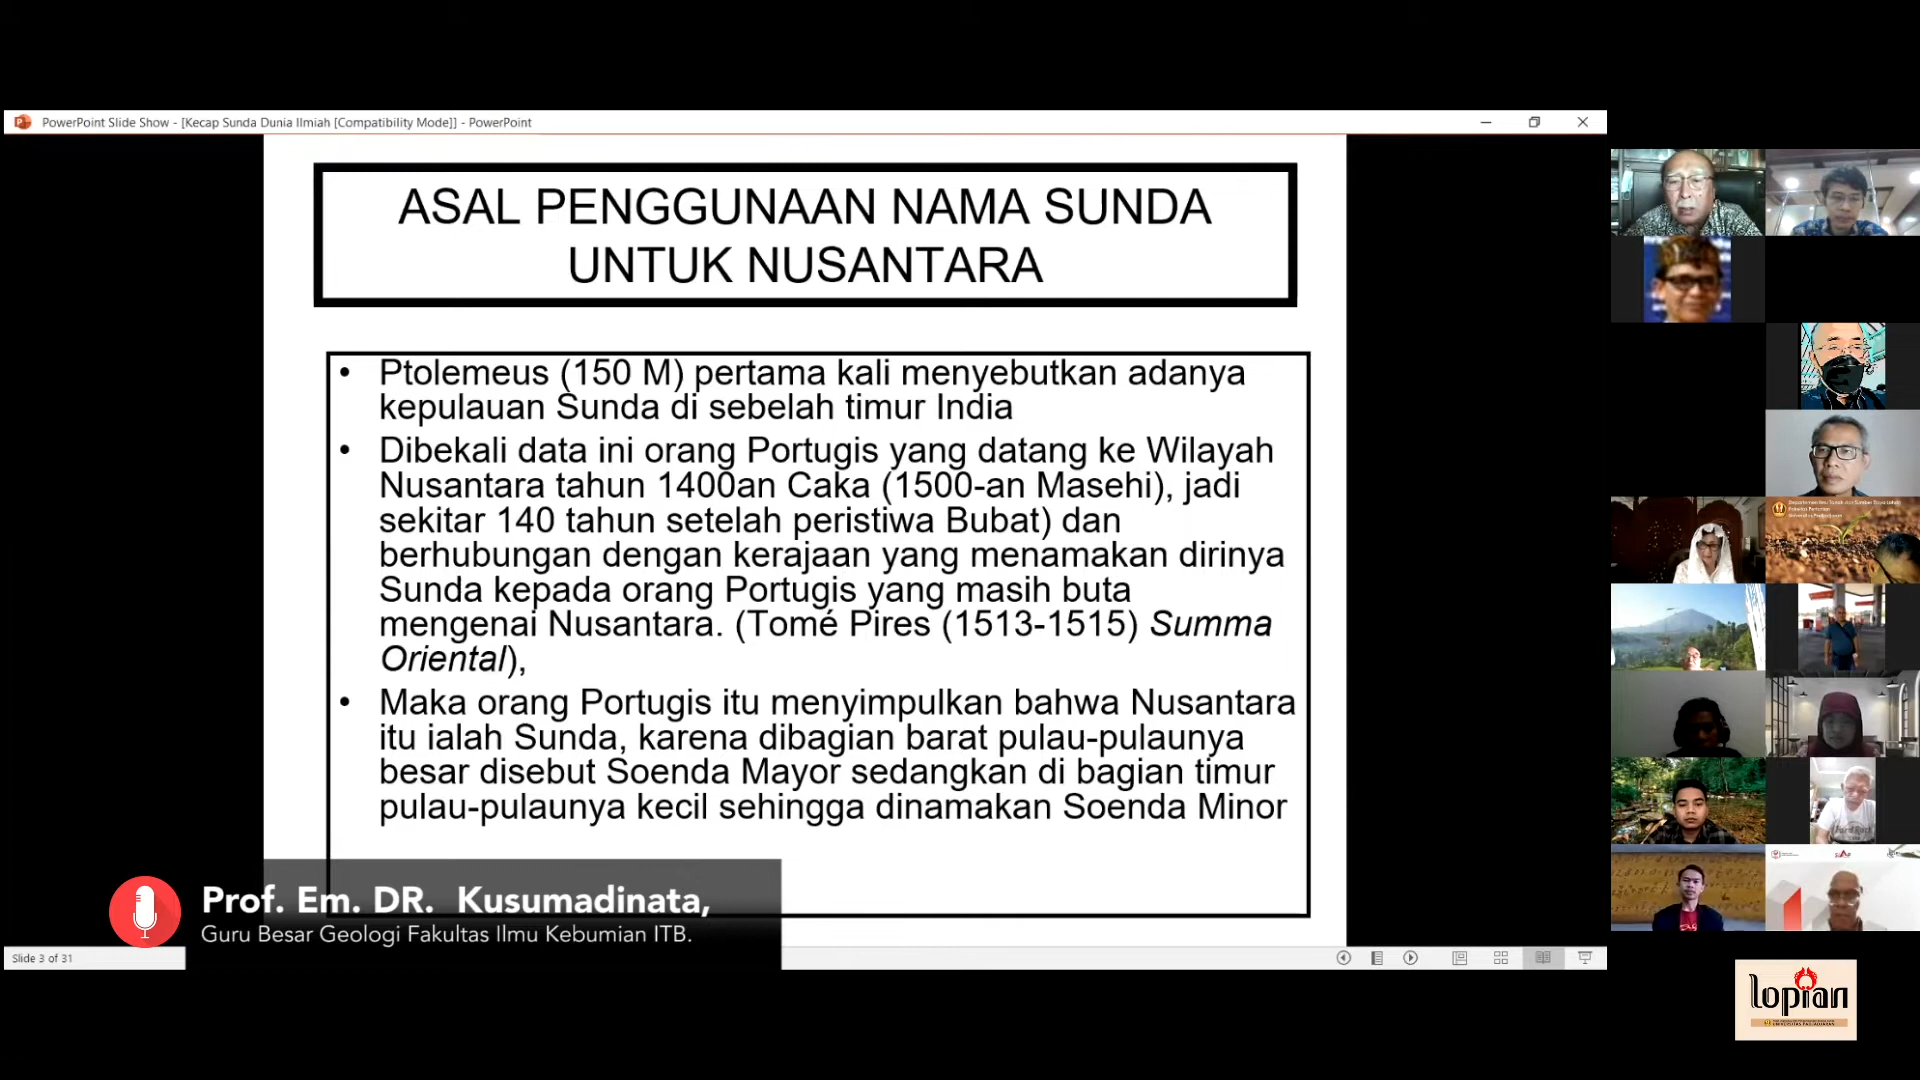 PowerPoint Slide Show - [Kecap Sunda Dunia Ilmiah [Compatibility Mode]] - PowerPoint
ASAL PENGGUNAAN NAMA SUNDA
UNTUK NUSANTARA
• Ptolemeus (150 M) pertama kali menyebutkan adanya
kepulauan Sunda di sebelah timur India
• Dibekali data ini orang Portugis yang datang ke Wilayah
Nusantara tahun 1400an Caka (1500-an Masehi), jadi
sekitar 140 tahun setelah peristiwa Bubat) dan
berhubungan dengan kerajaan yang menamakan dirinya
Sunda kepada orang Portugis yang masih buta
mengenai Nusantara. (Tomé Pires (1513-1515) Summa
Oriental),
• Maka orang Portugis itu menyimpulkan bahwa Nusantara
itu ialah Sunda, karena dibagian barat pulau-pulaunya
besar disebut Soenda Mayor sedangkan di bagian timur
pulau-pulaunya kecil sehingga dinamakan Soenda Minor
Prof. Em. DR. Kusumadinata,
Guru Besar Geologi Fakultas Ilmu Kebumian ITB.
Slide 3 of 31
Fakultas Pertanian
Universitas Padjadjaran
lopian
UNIVERSITAS PADJADJARAN